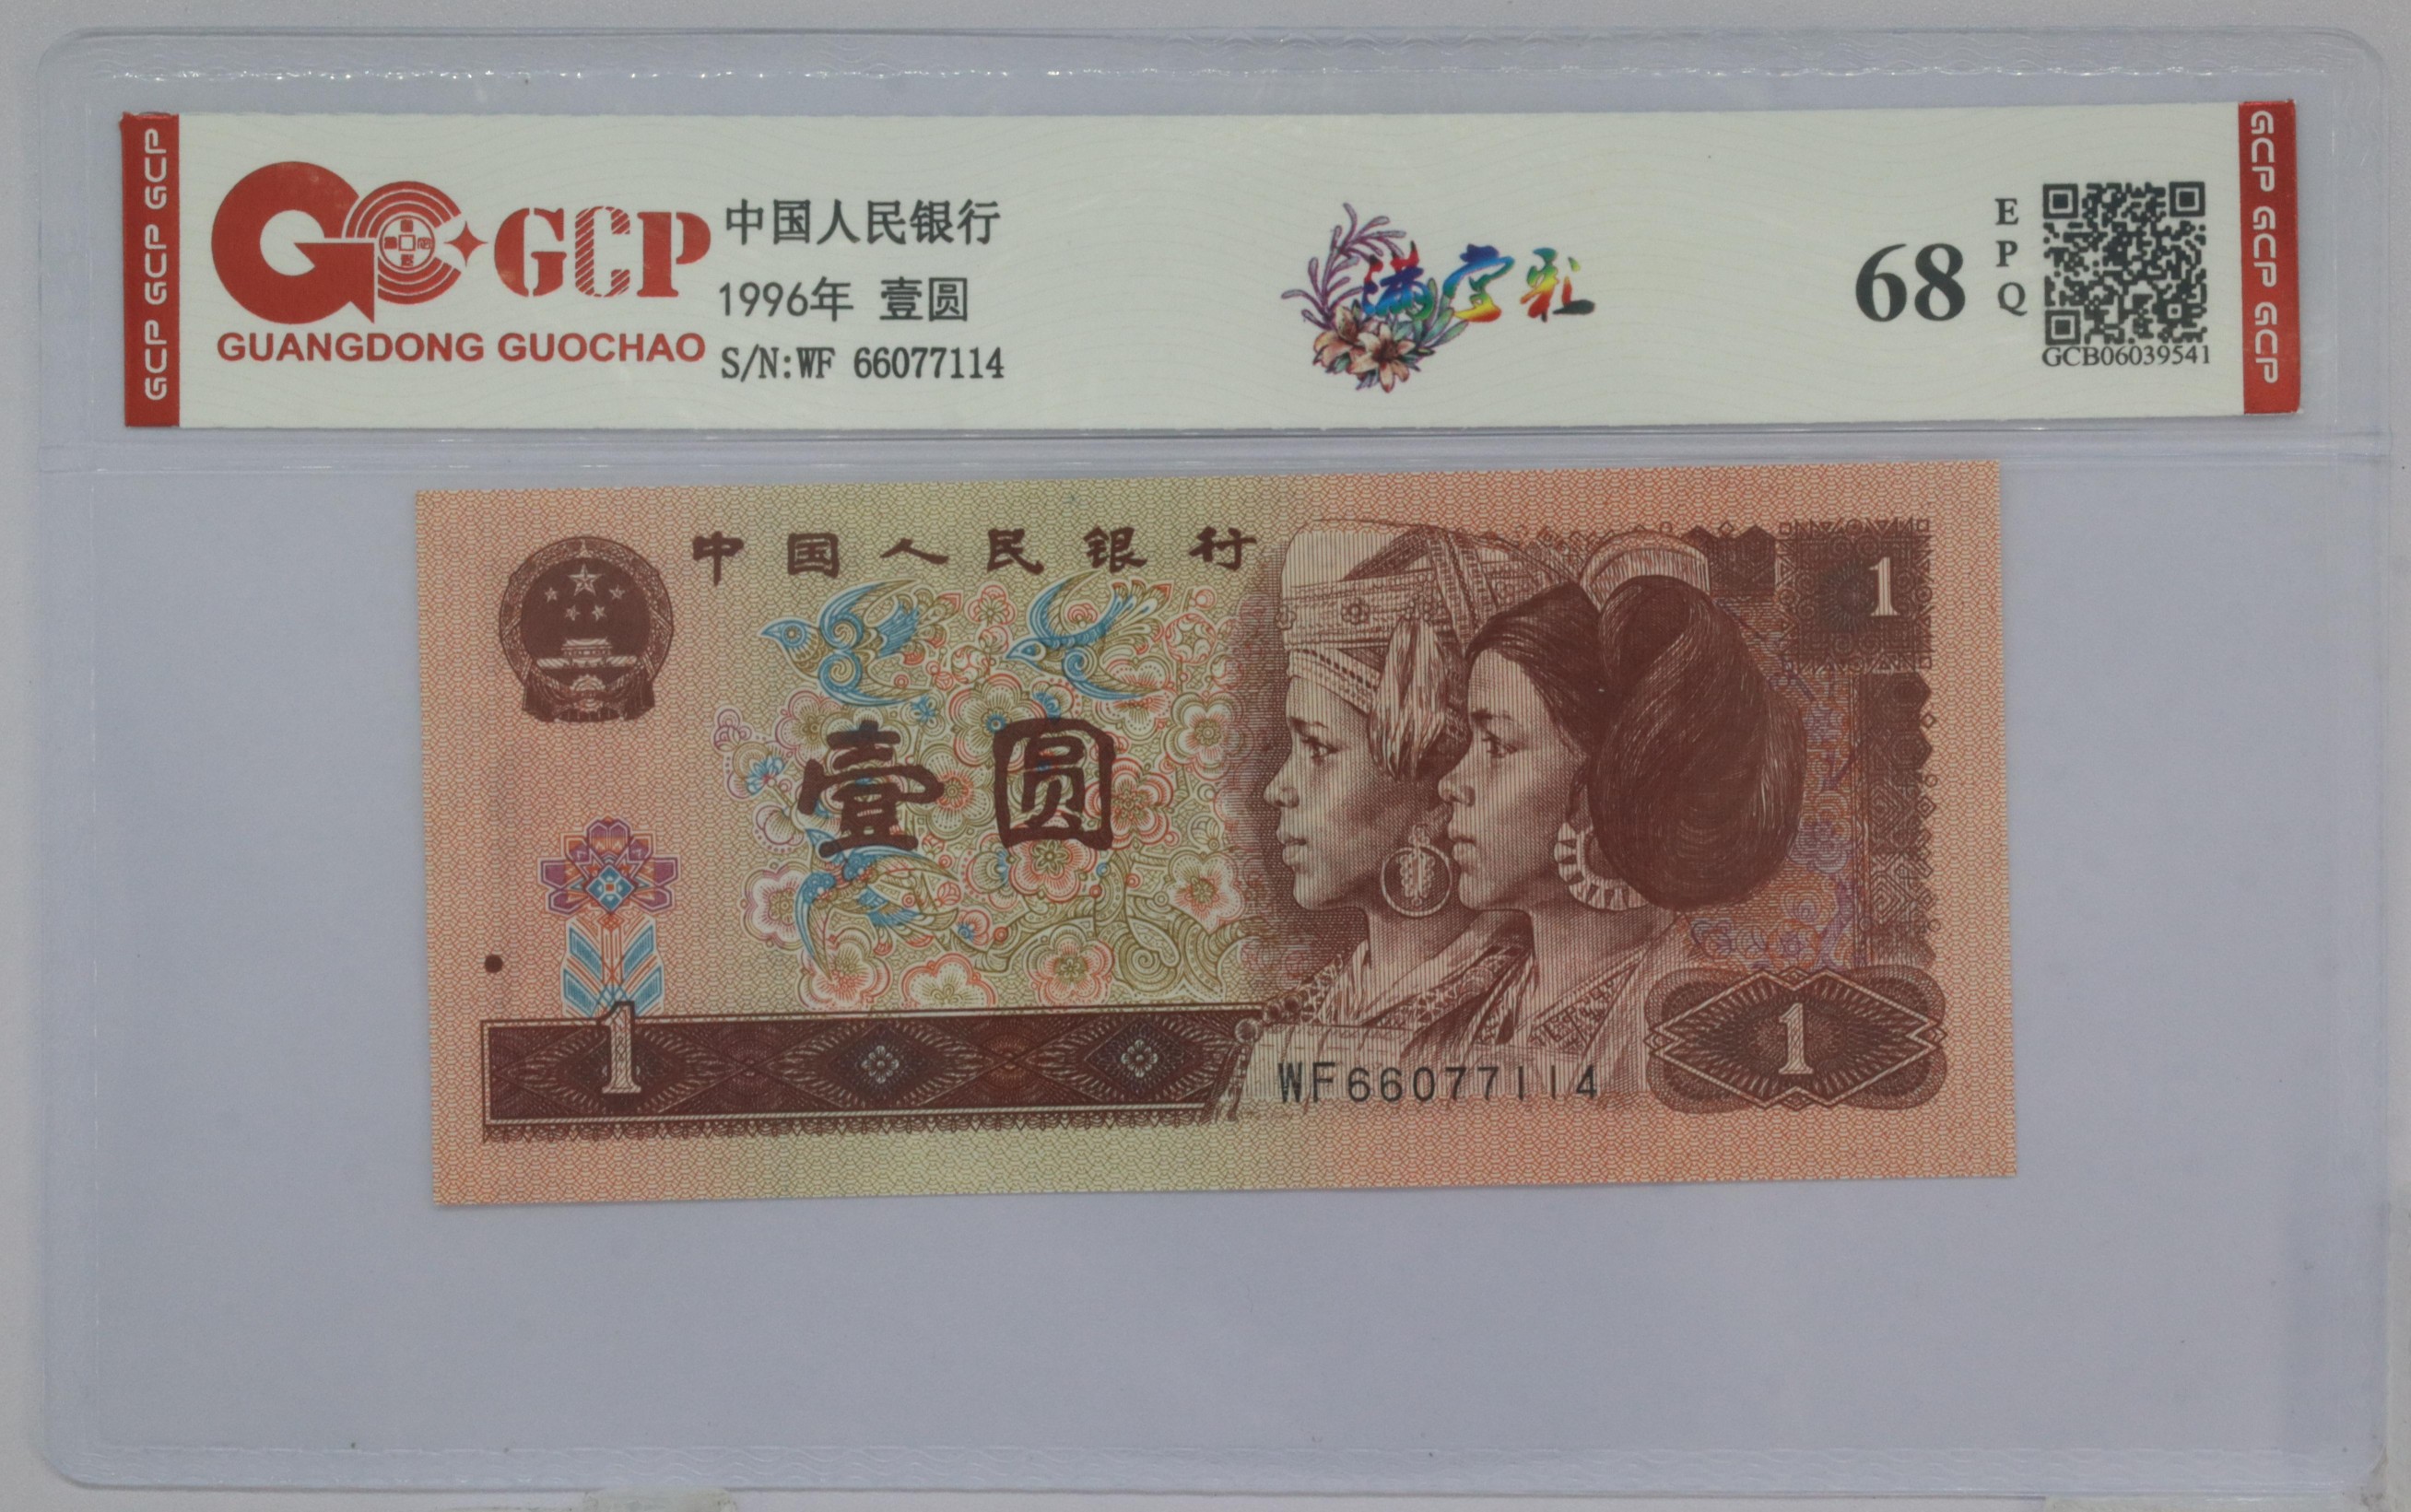 GCP GCP GCP
GCP
GUANGDONG GUOCHAO
中国人民银行
1996年 壹圆
S/N:WF 66077114
满堂彩
68
EPQ
GCB06039541
GCP GCP GCP
中国人民银行
1
壹圆
1
1
WF66077114